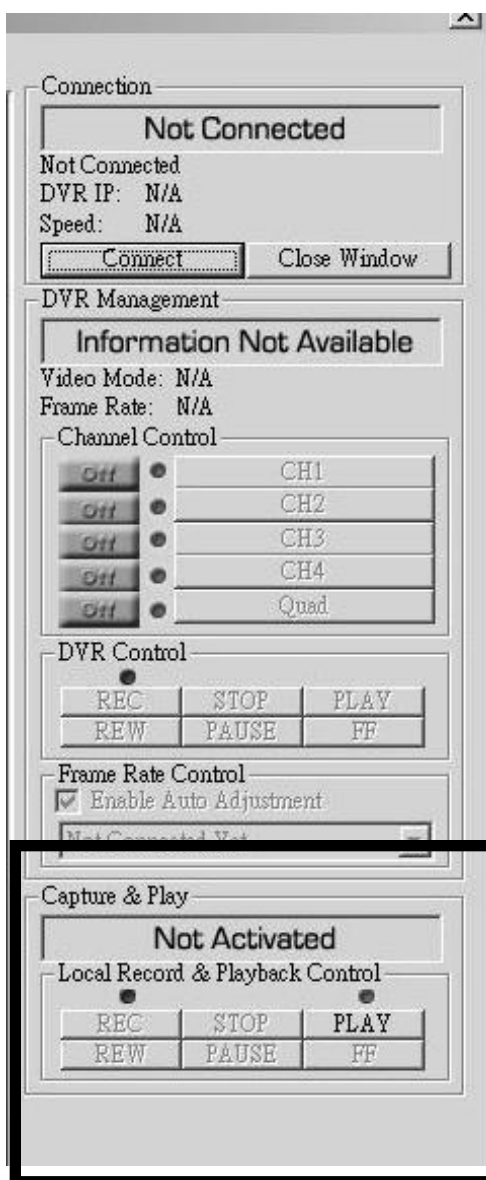 Connection
Not Connected
Not Connected
DVR IP: N/A
Speed: N/A
Connect Close Window
DVR Management
Information Not Available
Video Mode: N/A
Frame Rate: N/A
Channel Control
Off CH1
Off CH2
Off CH3
Off CH4
Off Quad
DVR Control
REC STOP PLAY
REW PAUSE FF
Frame Rate Control
Enable Auto Adjustment
Not Connected Yet
Capture & Play
Not Activated
Local Record & Playback Control
REC STOP PLAY
REW PAUSE FF